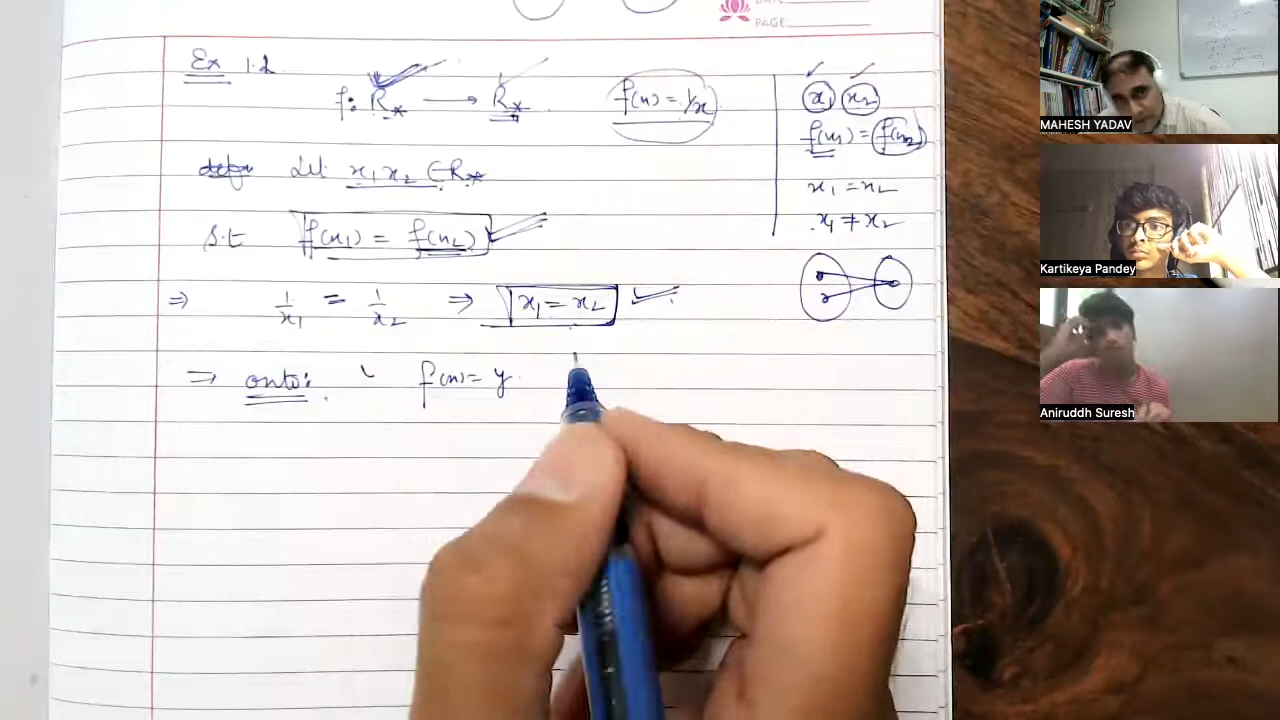 PAGE
Ex 1.2
f: R* → R* f(x) = 1/x
Let x1 x2 ∈ R*
S.t f(x1) = f(x2)
⇒ 1/x1 = 1/x2 ⇒ x1 = x2
⇒ onto: f(x) = y
x1 x2
f(x1) = f(x2)
x1 = x2
x1 ≠ x2
MAHESH YADAV
Kartikeya Pandey
Aniruddh Suresh